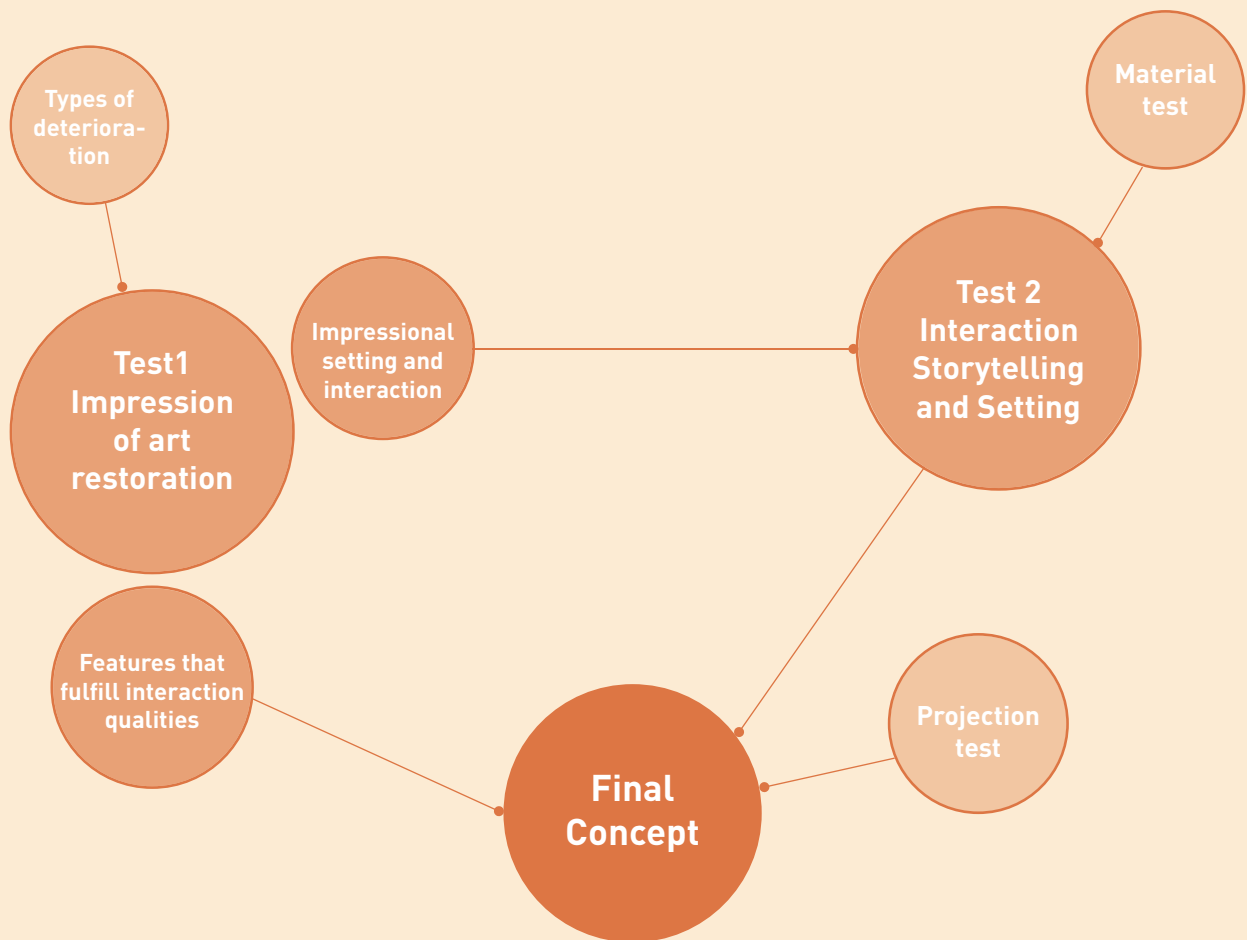 Types of
deteriora-
tion
Material
test
Test1
Impression
of art
restoration
Impressional
setting and
interaction
Test 2
Interaction
Storytelling
and Setting
Features that
fulfill interaction
qualities
Projection
test
Final
Concept